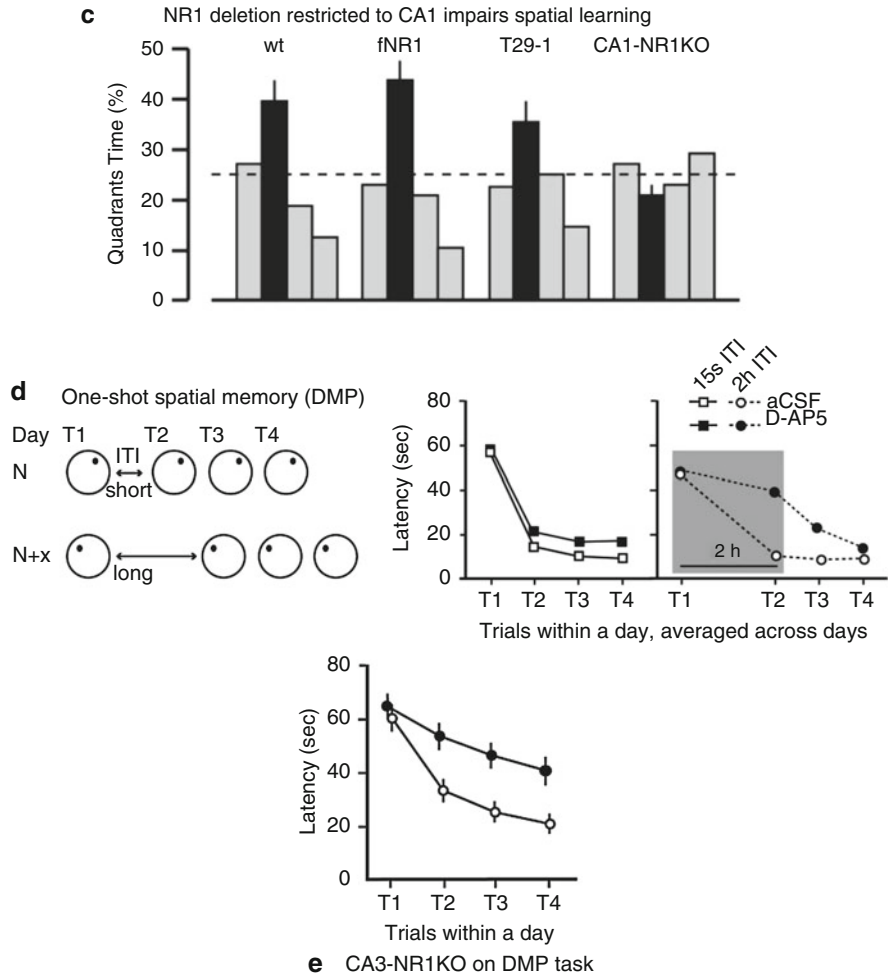 c NR1 deletion restricted to CA1 impairs spatial learning
wt fNR1 T29-1 CA1-NR1KO
Quadrants Time (%)
50
40
30
20
10
0
d One-shot spatial memory (DMP)
Day T1 T2 T3 T4
ITI
N
short
N+x
long
15s ITI
2h ITI
aCSF
D-AP5
Latency (sec)
80
60
40
20
0
2 h
T1 T2 T3 T4
T1 T2 T3 T4
Trials within a day, averaged across days
Latency (sec)
80
60
40
20
0
T1 T2 T3 T4
Trials within a day
e CA3-NR1KO on DMP task